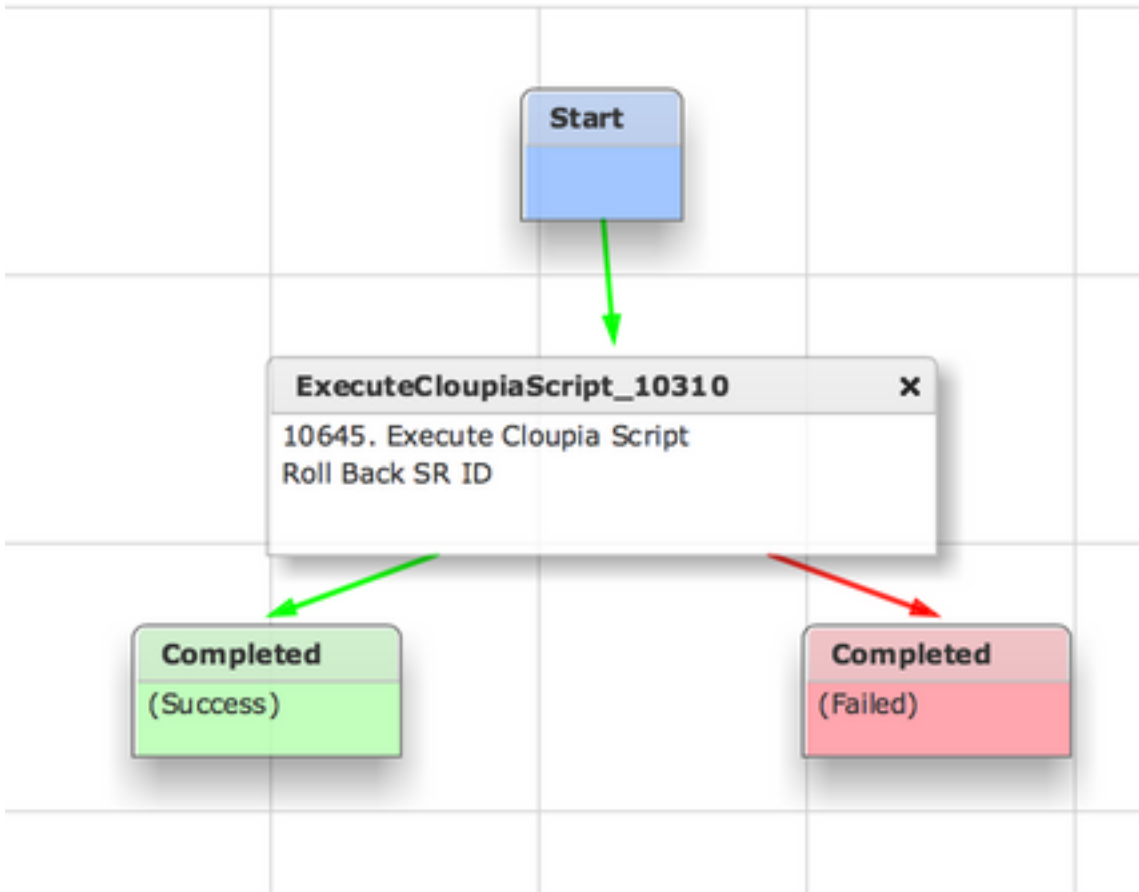 Start
ExecuteCloupiaScript_10310
10645. Execute Cloupia Script
Roll Back SR ID
Completed
(Success)
Completed
(Failed)